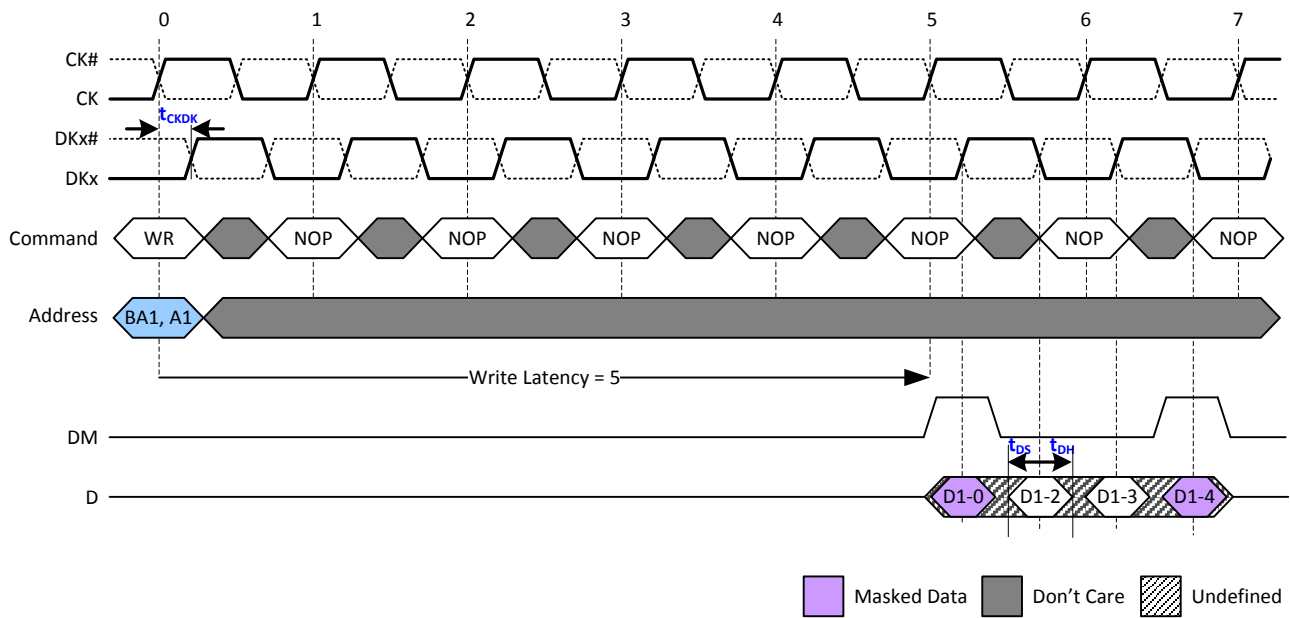 0 1 2 3 4 5 6 7
CK#
CK
tCKDK
DKx#
DKx
Command WR NOP NOP NOP NOP NOP NOP NOP
Address BA1, A1
Write Latency = 5
DM
tDS tDH
D D1-0 D1-2 D1-3 D1-4
Masked Data Don't Care Undefined